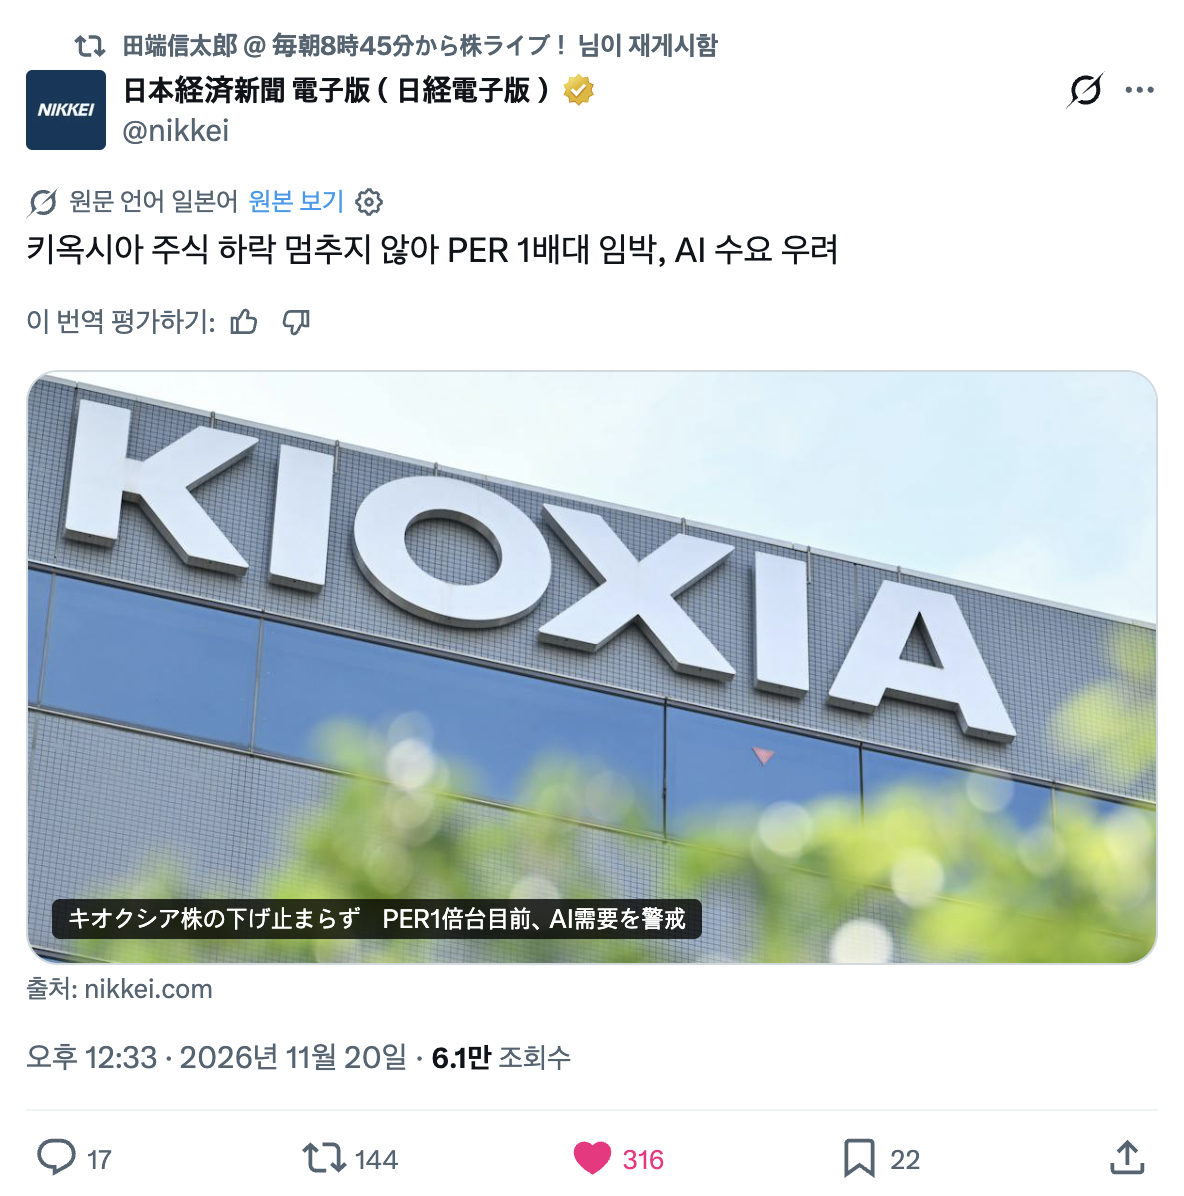 田端信太郎 @ 毎朝8時45分から株ライブ！ 님이 재게시함
NIKKEI
日本経済新聞 電子版 ( 日経電子版 )
@nikkei
원문 언어 일본어 원본 보기
키옥시아 주식 하락 멈추지 않아 PER 1배대 임박, AI 수요 우려
이 번역 평가하기:
KIOXIA
キオクシア株の下げ止まらず　PER1倍台目前、AI需要を警戒
출처: nikkei.com
오후 12:33 · 2026년 11월 20일 · 6.1만 조회수
17 144 316 22